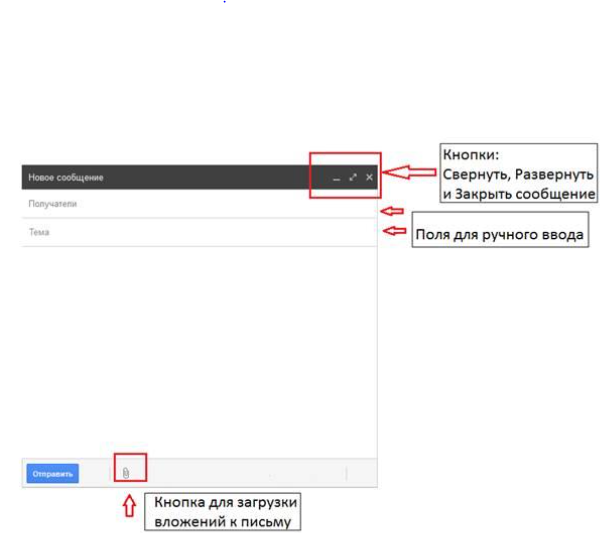 Кнопки:
Свернуть, Развернуть
и Закрыть сообщение
Новое сообщение
Получатели
Тема
Поля для ручного ввода
Отправить
Кнопка для загрузки
вложений к письму